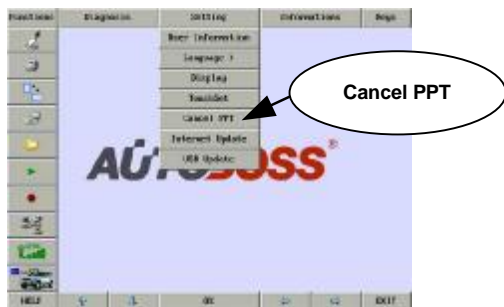 Functions Diagnosis Setting Informations Keys
User Information
Language >
Display
TouchSet
Cancel PPT
Internet Update
USB Update
Cancel PPT
AUTOBOSS®
HELP OK EXIT